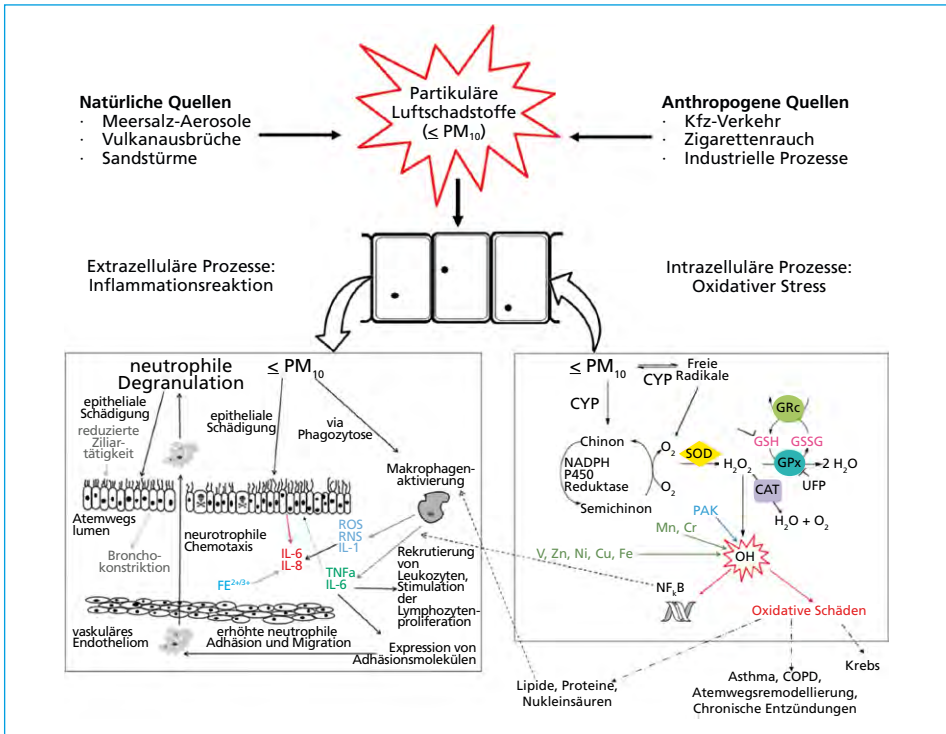 Partikuläre
Luftschadstoffe
(≤ PM₁₀)
Natürliche Quellen
· Meersalz-Aerosole
· Vulkanausbrüche
· Sandstürme
Anthropogene Quellen
· Kfz-Verkehr
· Zigarettenrauch
· Industrielle Prozesse
Extrazelluläre Prozesse:
Inflammationsreaktion
Intrazelluläre Prozesse:
Oxidativer Stress
neutrophile
Degranulation
≤ PM₁₀
epitheliale
Schädigung
reduzierte
Ziliar-
tätigkeit
epitheliale
Schädigung
via
Phagozytose
Makrophagen-
aktivierung
Atemwegs
lumen
neurotrophile
Chemotaxis
ROS
RNS
IL-1
IL-6
IL-8
Broncho-
konstriktion
FE²⁺/³⁺
TNFa
IL-6
Rekrutierung
von
Leukozyten,
Stimulation
der
Lymphozyten-
proliferation
vaskuläres
Endotheliom
erhöhte neutrophile
Adhäsion und Migration
Expression von
Adhäsionsmolekülen
≤ PM₁₀
CYP
Freie
Radikale
CYP
GRc
Chinon
O₂
SOD
GSH
GSSG
NADPH
P450
Reduktase
H₂O₂
GPx
2 H₂O
O₂
CAT
UFP
Semichinon
H₂O + O₂
PAK
Mn, Cr
V, Zn, Ni, Cu, Fe
OH
NFₖB
Oxidative Schäden
Lipide, Proteine,
Nukleinsäuren
Asthma, COPD,
Atemwegsremodellierung,
Chronische Entzündungen
Krebs